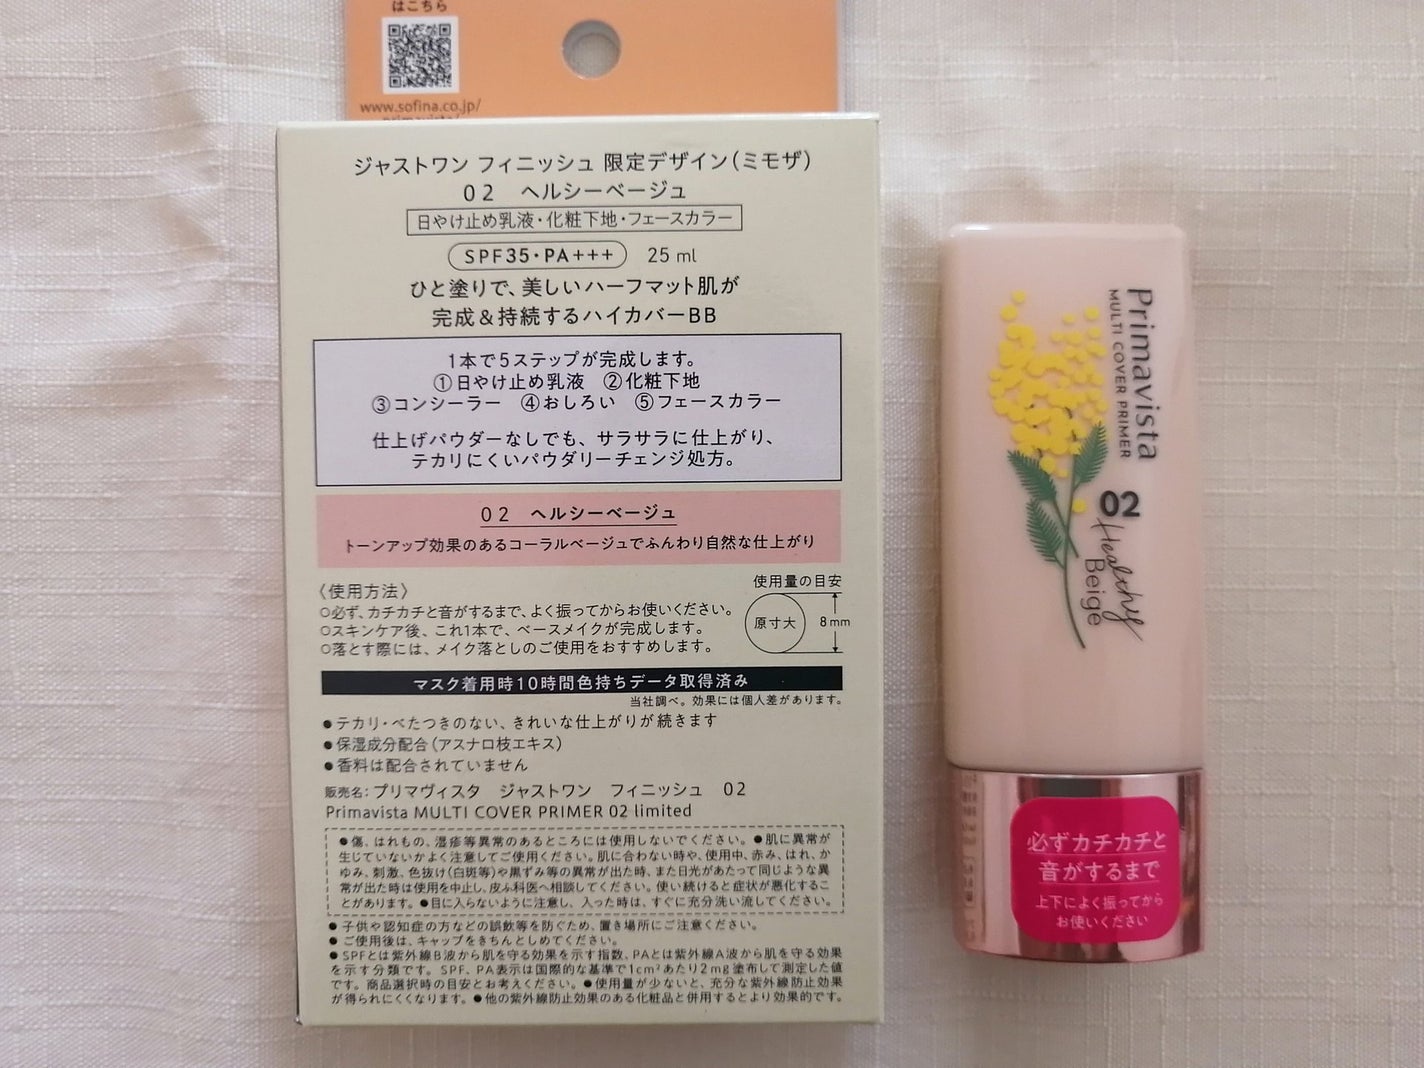 はこちら
www.sofina.co.jp/
primavista/
ジャストワン フィニッシュ 限定デザイン(ミモザ)
02 ヘルシーベージュ
日やけ止め乳液・化粧下地・フェースカラー
SPF35・PA+++ 25 ml
ひと塗りで、美しいハーフマット肌が
完成&持続するハイカバーBB
1本で5ステップが完成します。
①日やけ止め乳液 ②化粧下地
③コンシーラー ④おしろい ⑤フェースカラー
仕上げパウダーなしでも、サラサラに仕上がり、
テカリにくいパウダリーチェンジ処方。
02 ヘルシーベージュ
トーンアップ効果のあるコーラルベージュでふんわり自然な仕上がり
〈使用方法〉
○必ず、カチカチと音がするまで、よく振ってからお使いください。
○スキンケア後、これ1本で、ベースメイクが完成します。
○落とす際には、メイク落としのご使用をおすすめします。
使用量の目安
原寸大 8mm
マスク着用時10時間色持ちデータ取得済み
当社調べ。効果には個人差があります。
●テカリ・べたつきのない、きれいな仕上がりが続きます
●保湿成分配合(アスナロ枝エキス)
●香料は配合されていません
販売名:プリマヴィスタ ジャストワン フィニッシュ 02
Primavista MULTI COVER PRIMER 02 limited
●傷、はれもの、湿疹等異常のあるところには使用しないでください。●肌に異常が
生じていないかよく注意してご使用ください。肌に合わない時や、使用中、赤み、はれ、か
ゆみ、刺激、色抜け(白斑等)や黒ずみ等の異常が出た時、また日光があたって同じような異
常が出た時は使用を中止し、皮ふ科医へ相談してください。使い続けると症状が悪化するこ
とがあります。●目に入らないように注意し、入った時は、すぐに充分洗い流してください。
●子供や認知症の方などの誤飲等を防ぐため、置き場所にご注意ください。
●ご使用後は、キャップをきちんとしめてください。
●SPFとは紫外線B波から肌を守る効果を示す指数、PAとは紫外線A波から肌を守る効果
を示す分類です。SPF、PA表示は国際的な基準で1cm²あたり2mg塗布して測定した値
です。商品選択時の目安とお考えください。●使用量が少ないと、充分な紫外線防止効果
が得られにくくなります。●他の紫外線防止効果のある化粧品と併用するとより効果的です。
Primavista
MULTI COVER PRIMER
02
Healthy
Beige
必ずカチカチと
音がするまで
上下によく振ってから
お使いください